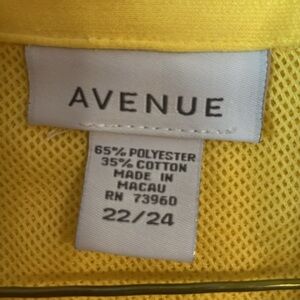 AVENUE
65% POLYESTER
35% COTTON
MADE IN
MACAU
RN 73960
22/24